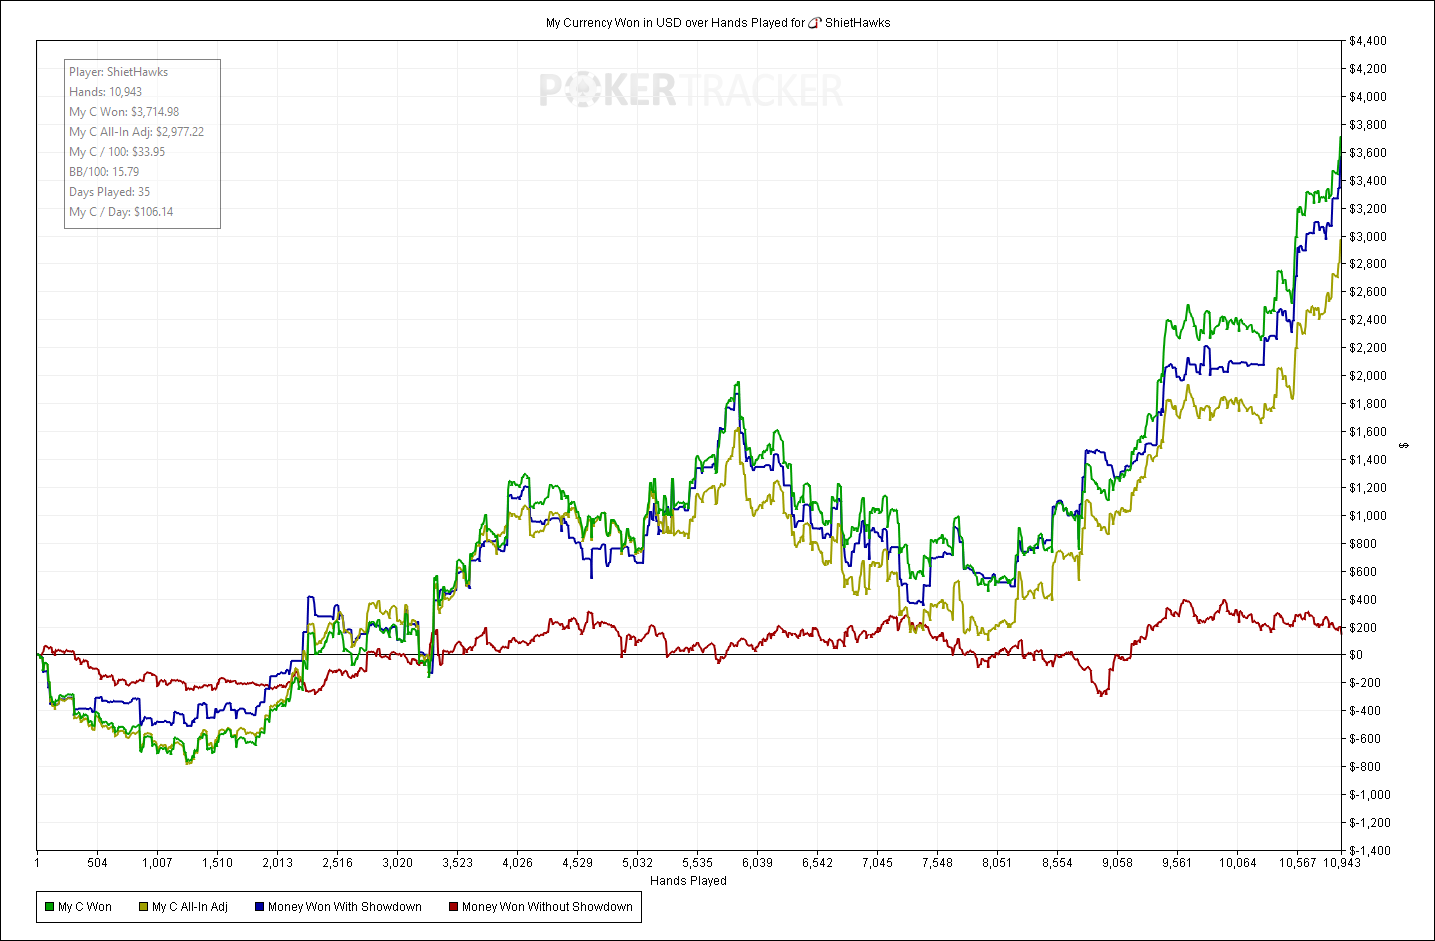 My Currency Won in USD over Hands Played for ShietHawks
POKERTRACKER
Player: ShietHawks
Hands: 10,943
My C Won: $3,714.98
My C All-In Adj: $2,977.22
My C / 100: $33.95
BB/100: 15.79
Days Played: 35
My C / Day: $106.14
$4,400
$4,200
$4,000
$3,800
$3,600
$3,400
$3,200
$3,000
$2,800
$2,600
$2,400
$2,200
$2,000
$1,800
$1,600
$1,400
$1,200
$1,000
$800
$600
$400
$200
$0
$-200
$-400
$-600
$-800
$-1,000
$-1,200
$-1,400
$
1 504 1,007 1,510 2,013 2,516 3,020 3,523 4,026 4,529 5,032 5,535 6,039 6,542 7,045 7,548 8,051 8,554 9,058 9,561 10,064 10,567 10,943
Hands Played
My C Won My C All-In Adj Money Won With Showdown Money Won Without Showdown